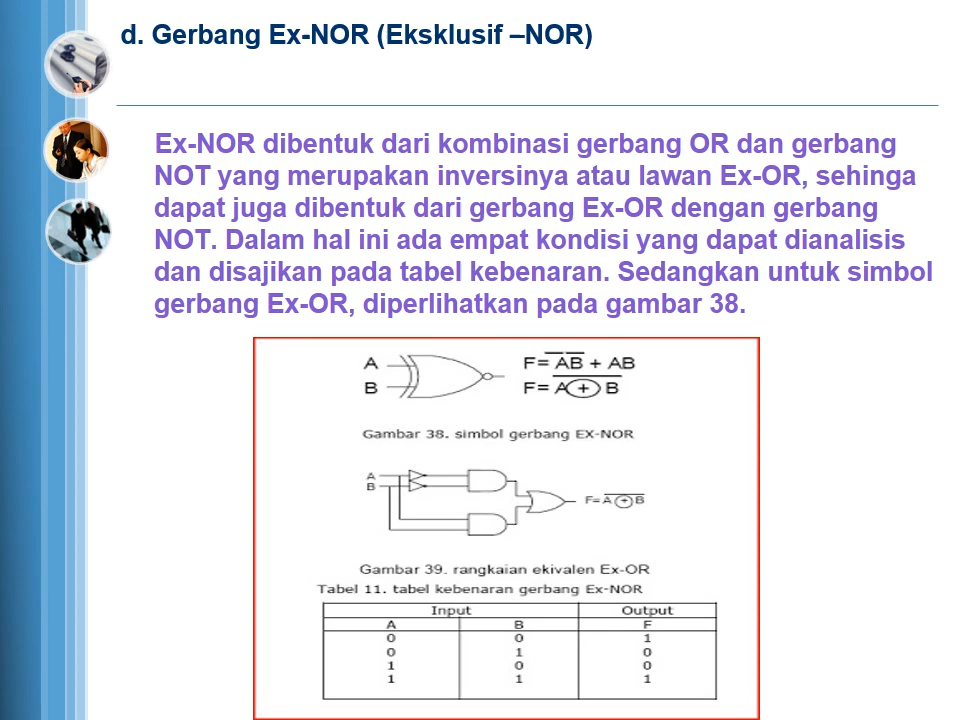 d. Gerbang Ex-NOR (Eksklusif –NOR)
Ex-NOR dibentuk dari kombinasi gerbang OR dan gerbang
NOT yang merupakan inversinya atau lawan Ex-OR, sehinga
dapat juga dibentuk dari gerbang Ex-OR dengan gerbang
NOT. Dalam hal ini ada empat kondisi yang dapat dianalisis
dan disajikan pada tabel kebenaran. Sedangkan untuk simbol
gerbang Ex-OR, diperlihatkan pada gambar 38.
A
B
F= A̅B̅ + AB
F= A̅ ⊕̅ B̅
Gambar 38. simbol gerbang EX-NOR
A
B
F= A̅ ⊕̅ B̅
Gambar 39. rangkaian ekivalen Ex-OR
Tabel 11. tabel kebenaran gerbang Ex-NOR
Input Output
A B F
0 0 1
0 1 0
1 0 0
1 1 1